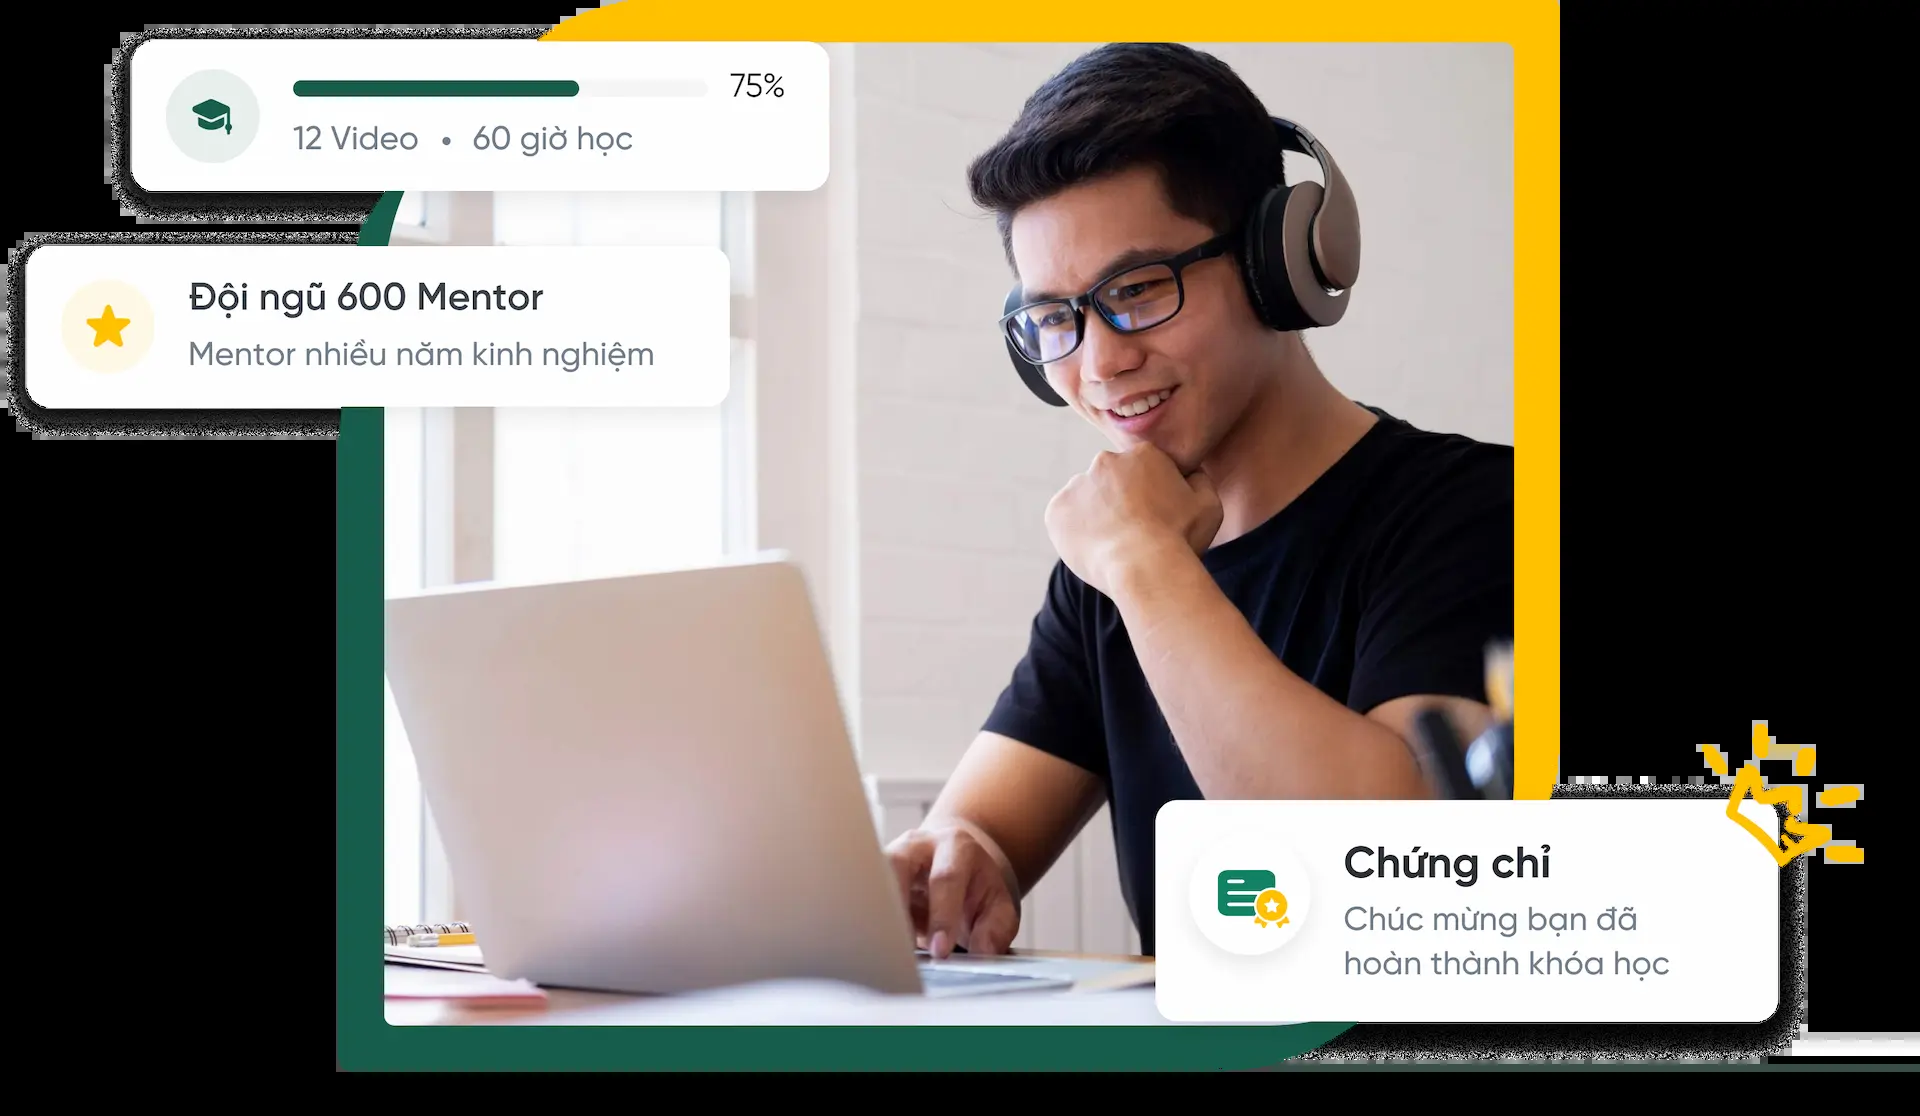 75%
12 Video • 60 giờ học
Đội ngũ 600 Mentor
Mentor nhiều năm kinh nghiệm
Chứng chỉ
Chúc mừng bạn đã
hoàn thành khóa học